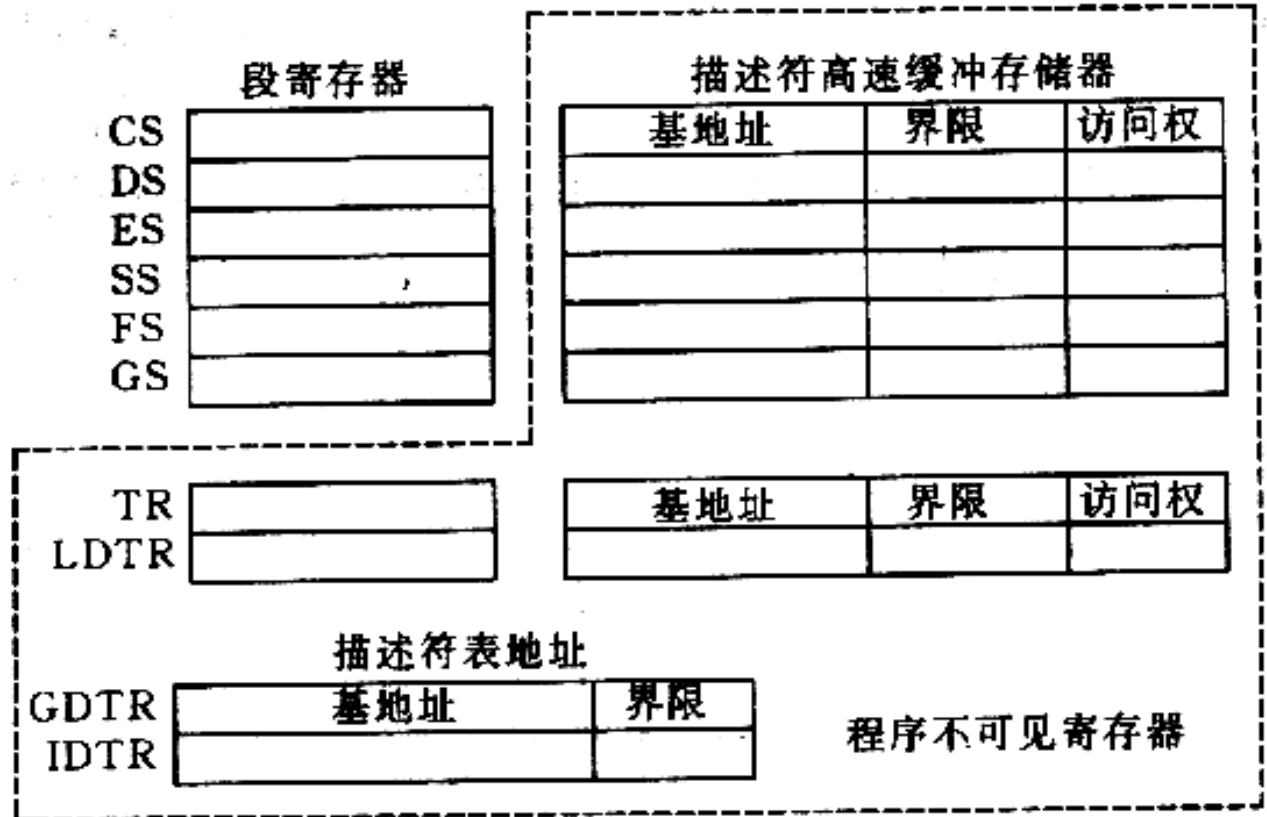 段寄存器 描述符高速缓冲存储器
CS 基地址 界限 访问权
DS
ES
SS
FS
GS
TR 基地址 界限 访问权
LDTR
描述符表地址
GDTR 基地址 界限
IDTR 程序不可见寄存器